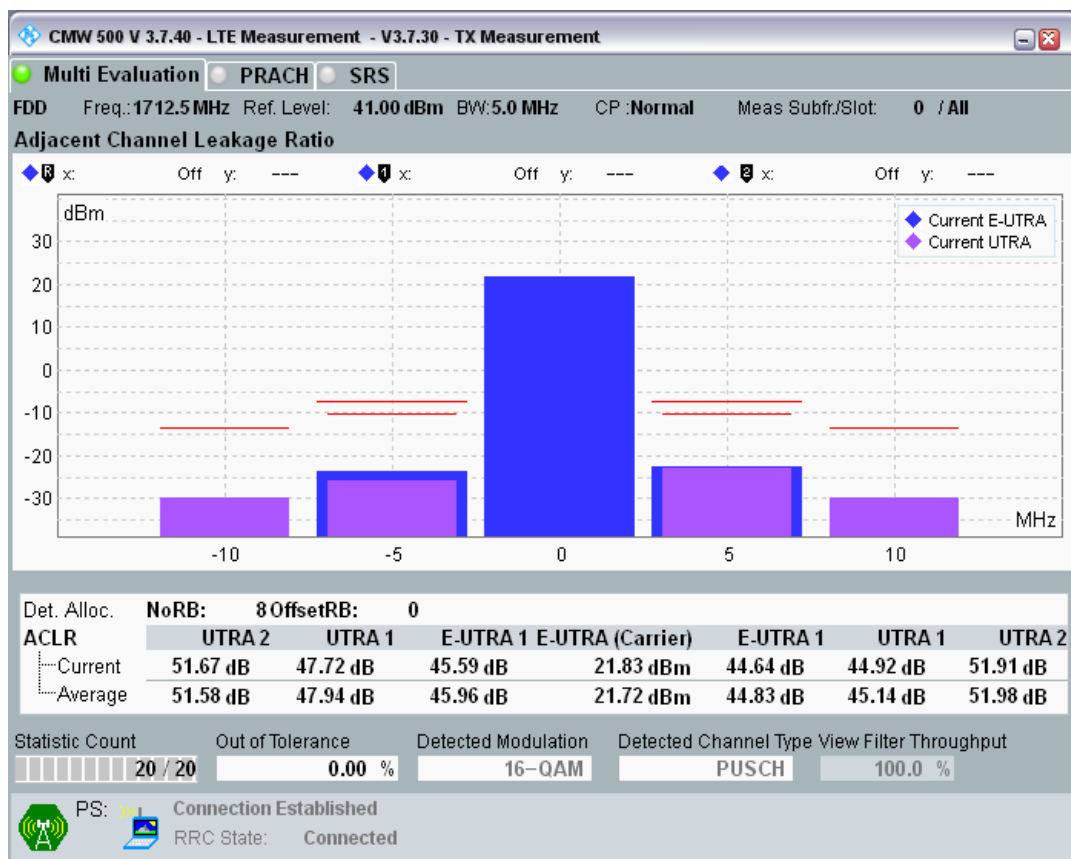 CMW 500 V 3.7.40 - LTE Measurement - V3.7.30 - TX Measurement
Multi Evaluation PRACH SRS
FDD Freq.: 1712.5 MHz Ref. Level: 41.00 dBm BW: 5.0 MHz CP : Normal Meas Subfr./Slot: 0 / All
Adjacent Channel Leakage Ratio
R x: Off y: --- 1 x: Off y: --- 2 x: Off y: ---
dBm
Current E-UTRA
Current UTRA
30
20
10
0
-10
-20
-30
MHz
-10 -5 0 5 10
Det. Alloc. NoRB: 8 OffsetRB: 0
ACLR UTRA 2 UTRA 1 E-UTRA 1 E-UTRA (Carrier) E-UTRA 1 UTRA 1 UTRA 2
Current 51.67 dB 47.72 dB 45.59 dB 21.83 dBm 44.64 dB 44.92 dB 51.91 dB
Average 51.58 dB 47.94 dB 45.96 dB 21.72 dBm 44.83 dB 45.14 dB 51.98 dB
Statistic Count Out of Tolerance Detected Modulation Detected Channel Type View Filter Throughput
20 / 20 0.00 % 16-QAM PUSCH 100.0 %
PS: Connection Established
RRC State: Connected